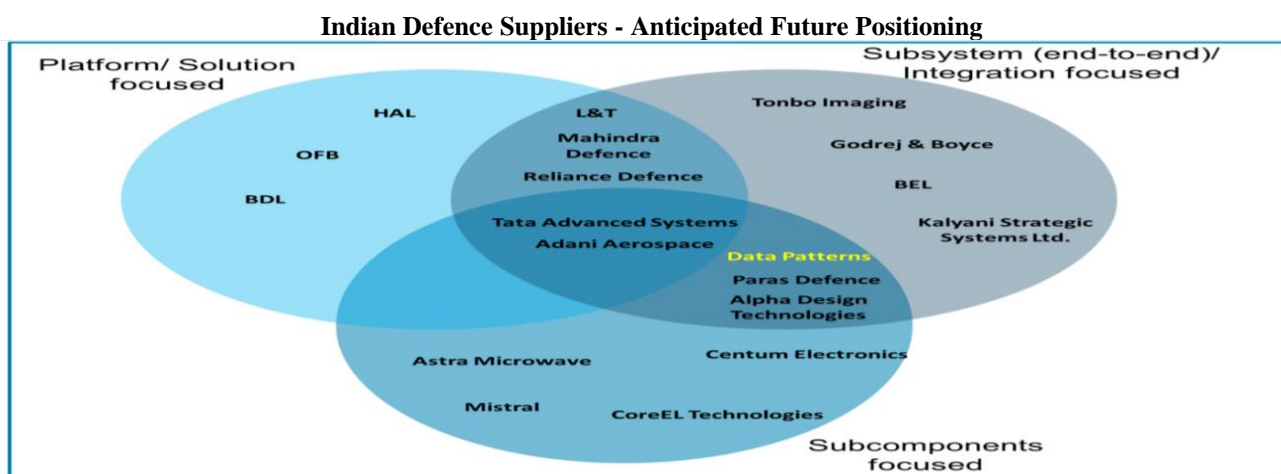 Indian Defence Suppliers - Anticipated Future Positioning
Platform/ Solution
focused
Subsystem (end-to-end)/
Integration focused
HAL
OFB
BDL
L&T
Mahindra
Defence
Reliance Defence
Tonbo Imaging
Godrej & Boyce
BEL
Kalyani Strategic
Systems Ltd.
Tata Advanced Systems
Adani Aerospace
Data Patterns
Paras Defence
Alpha Design
Technologies
Astra Microwave
Centum Electronics
Mistral
CoreEL Technologies
Subcomponents
focused